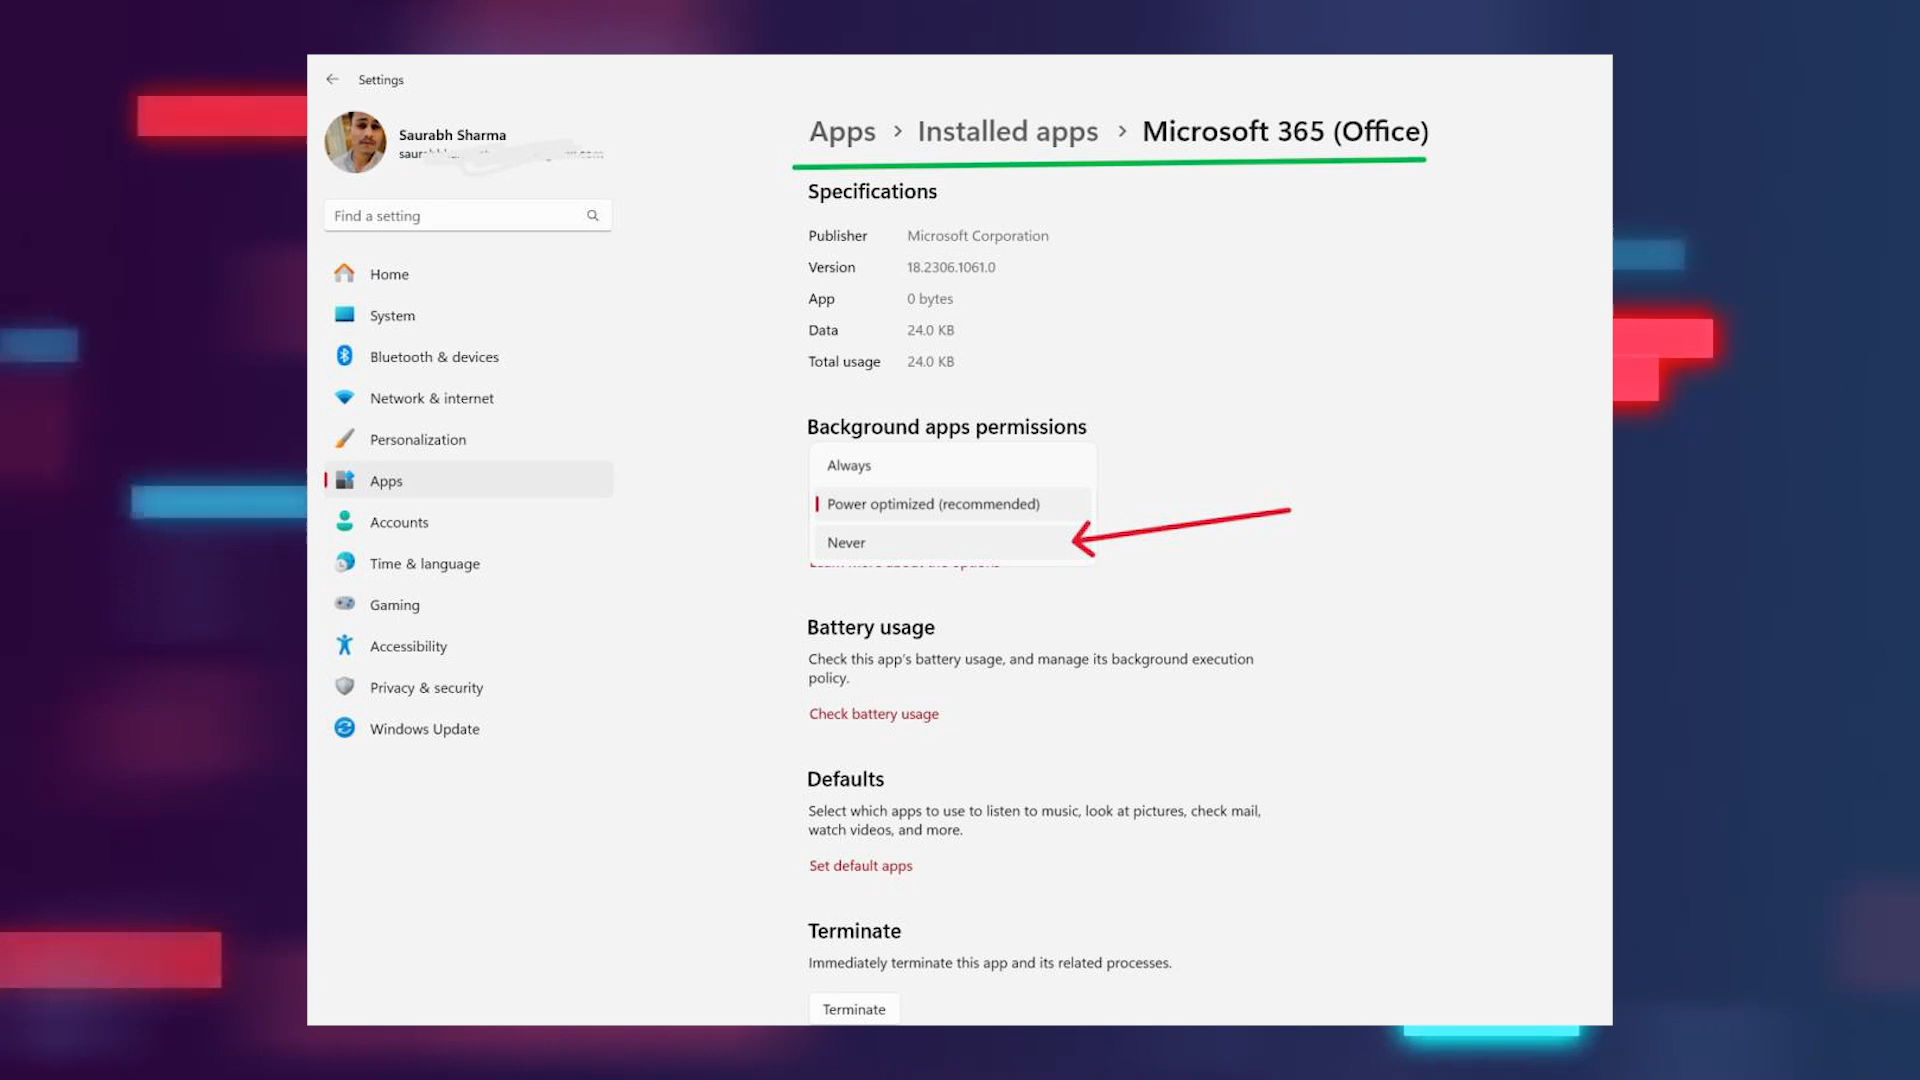 Settings
Saurabh Sharma
Find a setting
Home
System
Bluetooth & devices
Network & internet
Personalization
Apps
Accounts
Time & language
Gaming
Accessibility
Privacy & security
Windows Update
Apps > Installed apps > Microsoft 365 (Office)
Specifications
Publisher Microsoft Corporation
Version 18.2306.1061.0
App 0 bytes
Data 24.0 KB
Total usage 24.0 KB
Background apps permissions
Always
Power optimized (recommended)
Never
Battery usage
Check this app's battery usage, and manage its background execution
policy.
Check battery usage
Defaults
Select which apps to use to listen to music, look at pictures, check mail,
watch videos, and more.
Set default apps
Terminate
Immediately terminate this app and its related processes.
Terminate